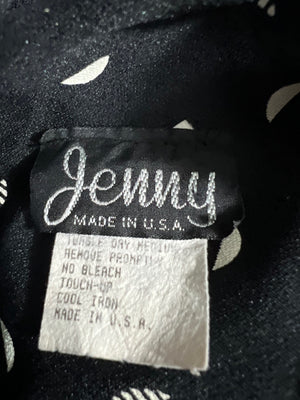 Jenny
MADE IN U.S.A.
TUMBLE DRY MEDIUM
REMOVE PROMPTLY
NO BLEACH
TOUCH-UP
COOL IRON
MADE IN U.S.A.